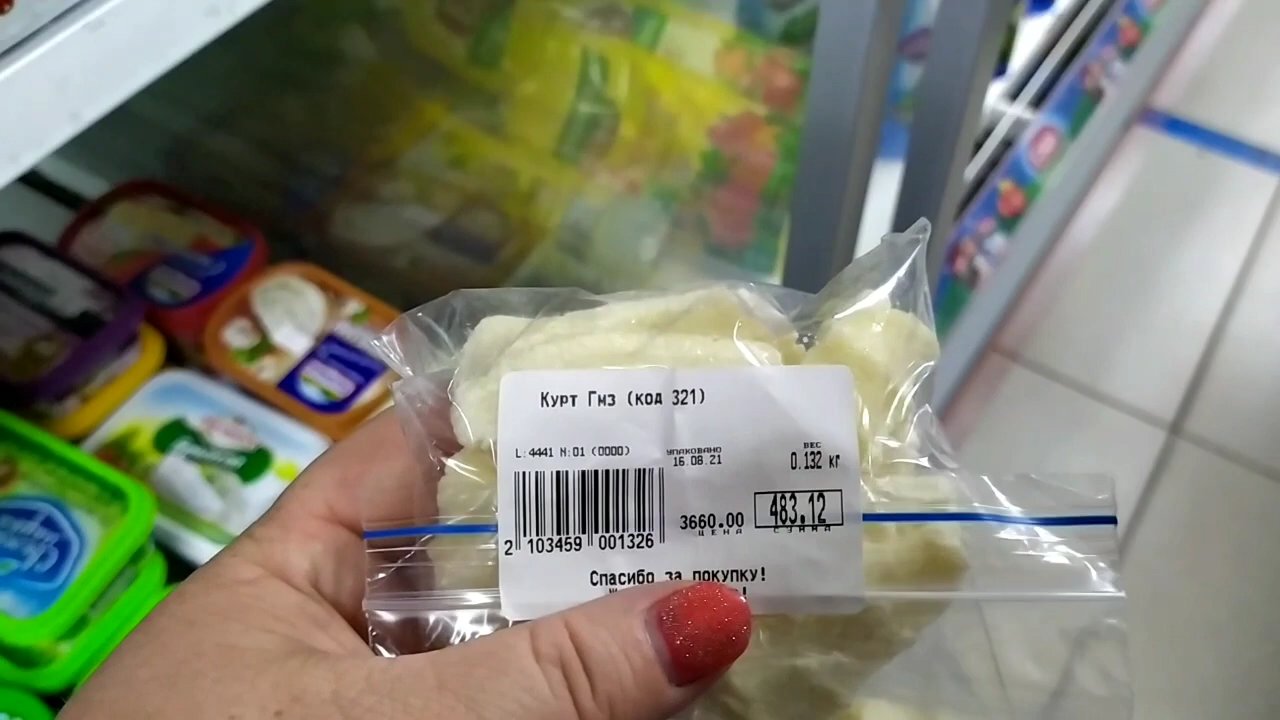 Курт Гиз (код 321)
L:4441 N:01 (0000)
УПАКОВАНО
16.08.21
ВЕС
0.132 кг
3660.00
ЦЕНА
483.12
СУММА
2 103459 001326
Спасибо за покупку!